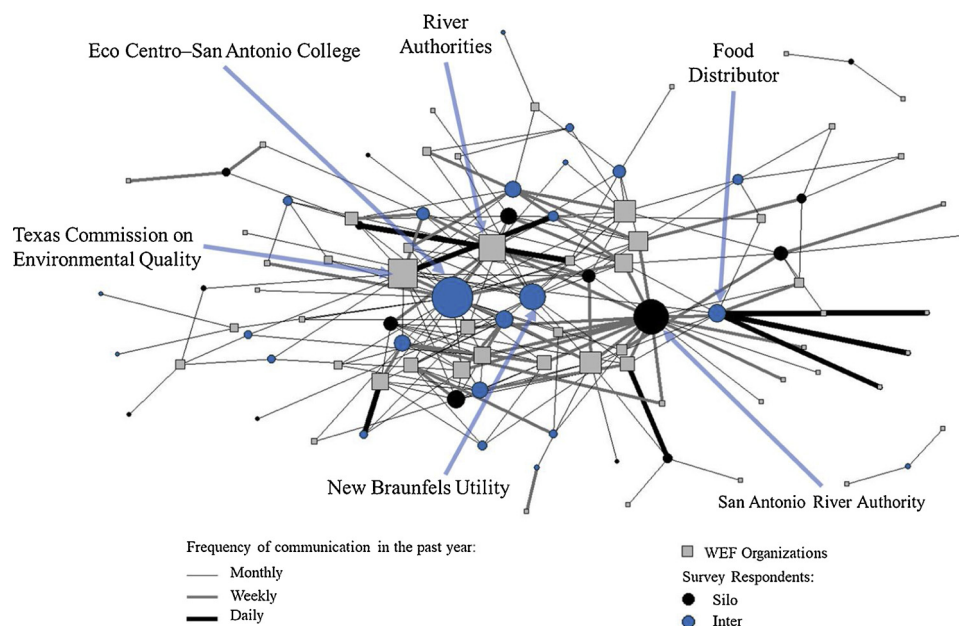 River
Authorities
Eco Centro–San Antonio College
Food
Distributor
Texas Commission on
Environmental Quality
New Braunfels Utility
San Antonio River Authority
Frequency of communication in the past year:
Monthly
Weekly
Daily
WEF Organizations
Survey Respondents:
Silo
Inter